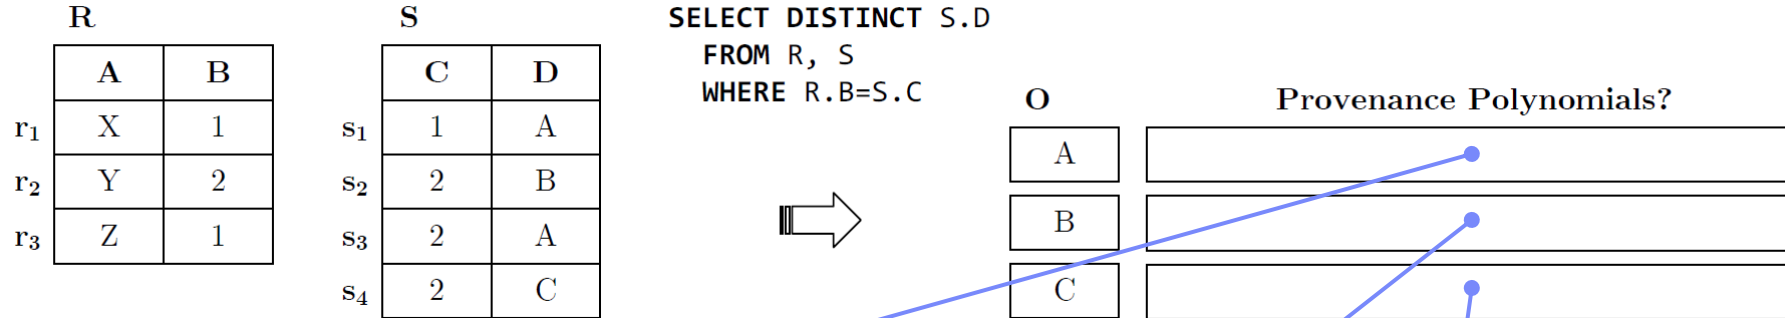 R
A B
r1 X 1
r2 Y 2
r3 Z 1
S
C D
s1 1 A
s2 2 B
s3 2 A
s4 2 C
SELECT DISTINCT S.D
FROM R, S
WHERE R.B=S.C
O Provenance Polynomials?
A
B
C